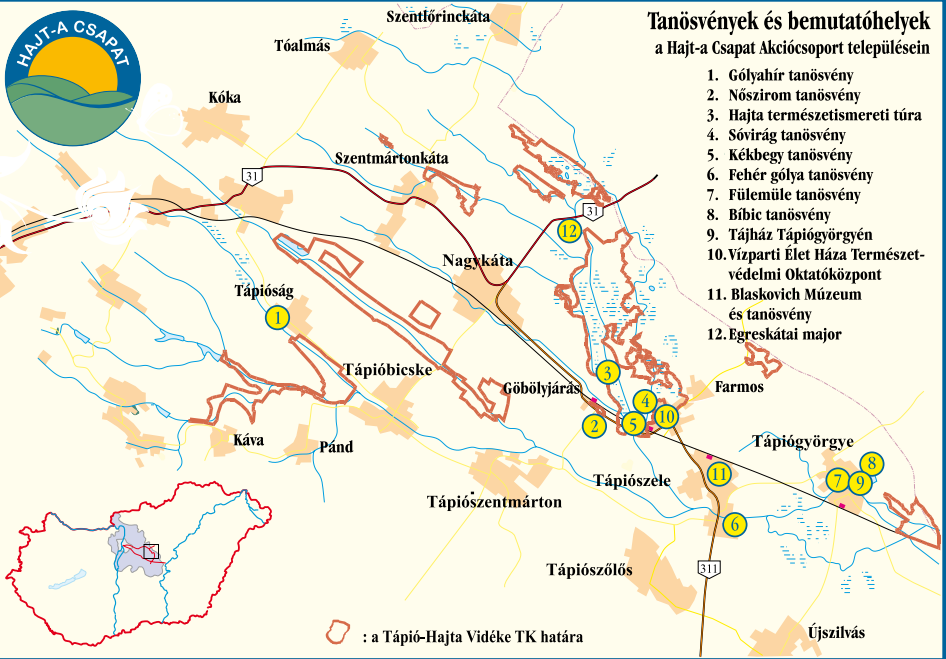 HAJT-A CSAPAT
Tanösvények és bemutatóhelyek
a Hajt-a Csapat Akciócsoport településein
1. Gólyahír tanösvény
2. Nőszirom tanösvény
3. Hajta természetismereti túra
4. Sóvirág tanösvény
5. Kékbegy tanösvény
6. Fehér gólya tanösvény
7. Fülemüle tanösvény
8. Bíbic tanösvény
9. Tájház Tápiógyörgyén
10. Vízparti Élet Háza Természet-
védelmi Oktatóközpont
11. Blaskovich Múzeum
és tanösvény
12. Egreskátai major
Szentlőrinckáta
Tóalmás
Kóka
Szentmártonkáta
31
31
12
Nagykáta
Tápióság
1
Tápióbicske
Göbölyjárás
3
Farmos
4
10
5
2
Káva
Pánd
Tápiógyörgye
8
7
9
11
Tápiószele
Tápiószentmárton
6
Tápiószőlős
311
Újszilvás
: a Tápió-Hajta Vidéke TK határa